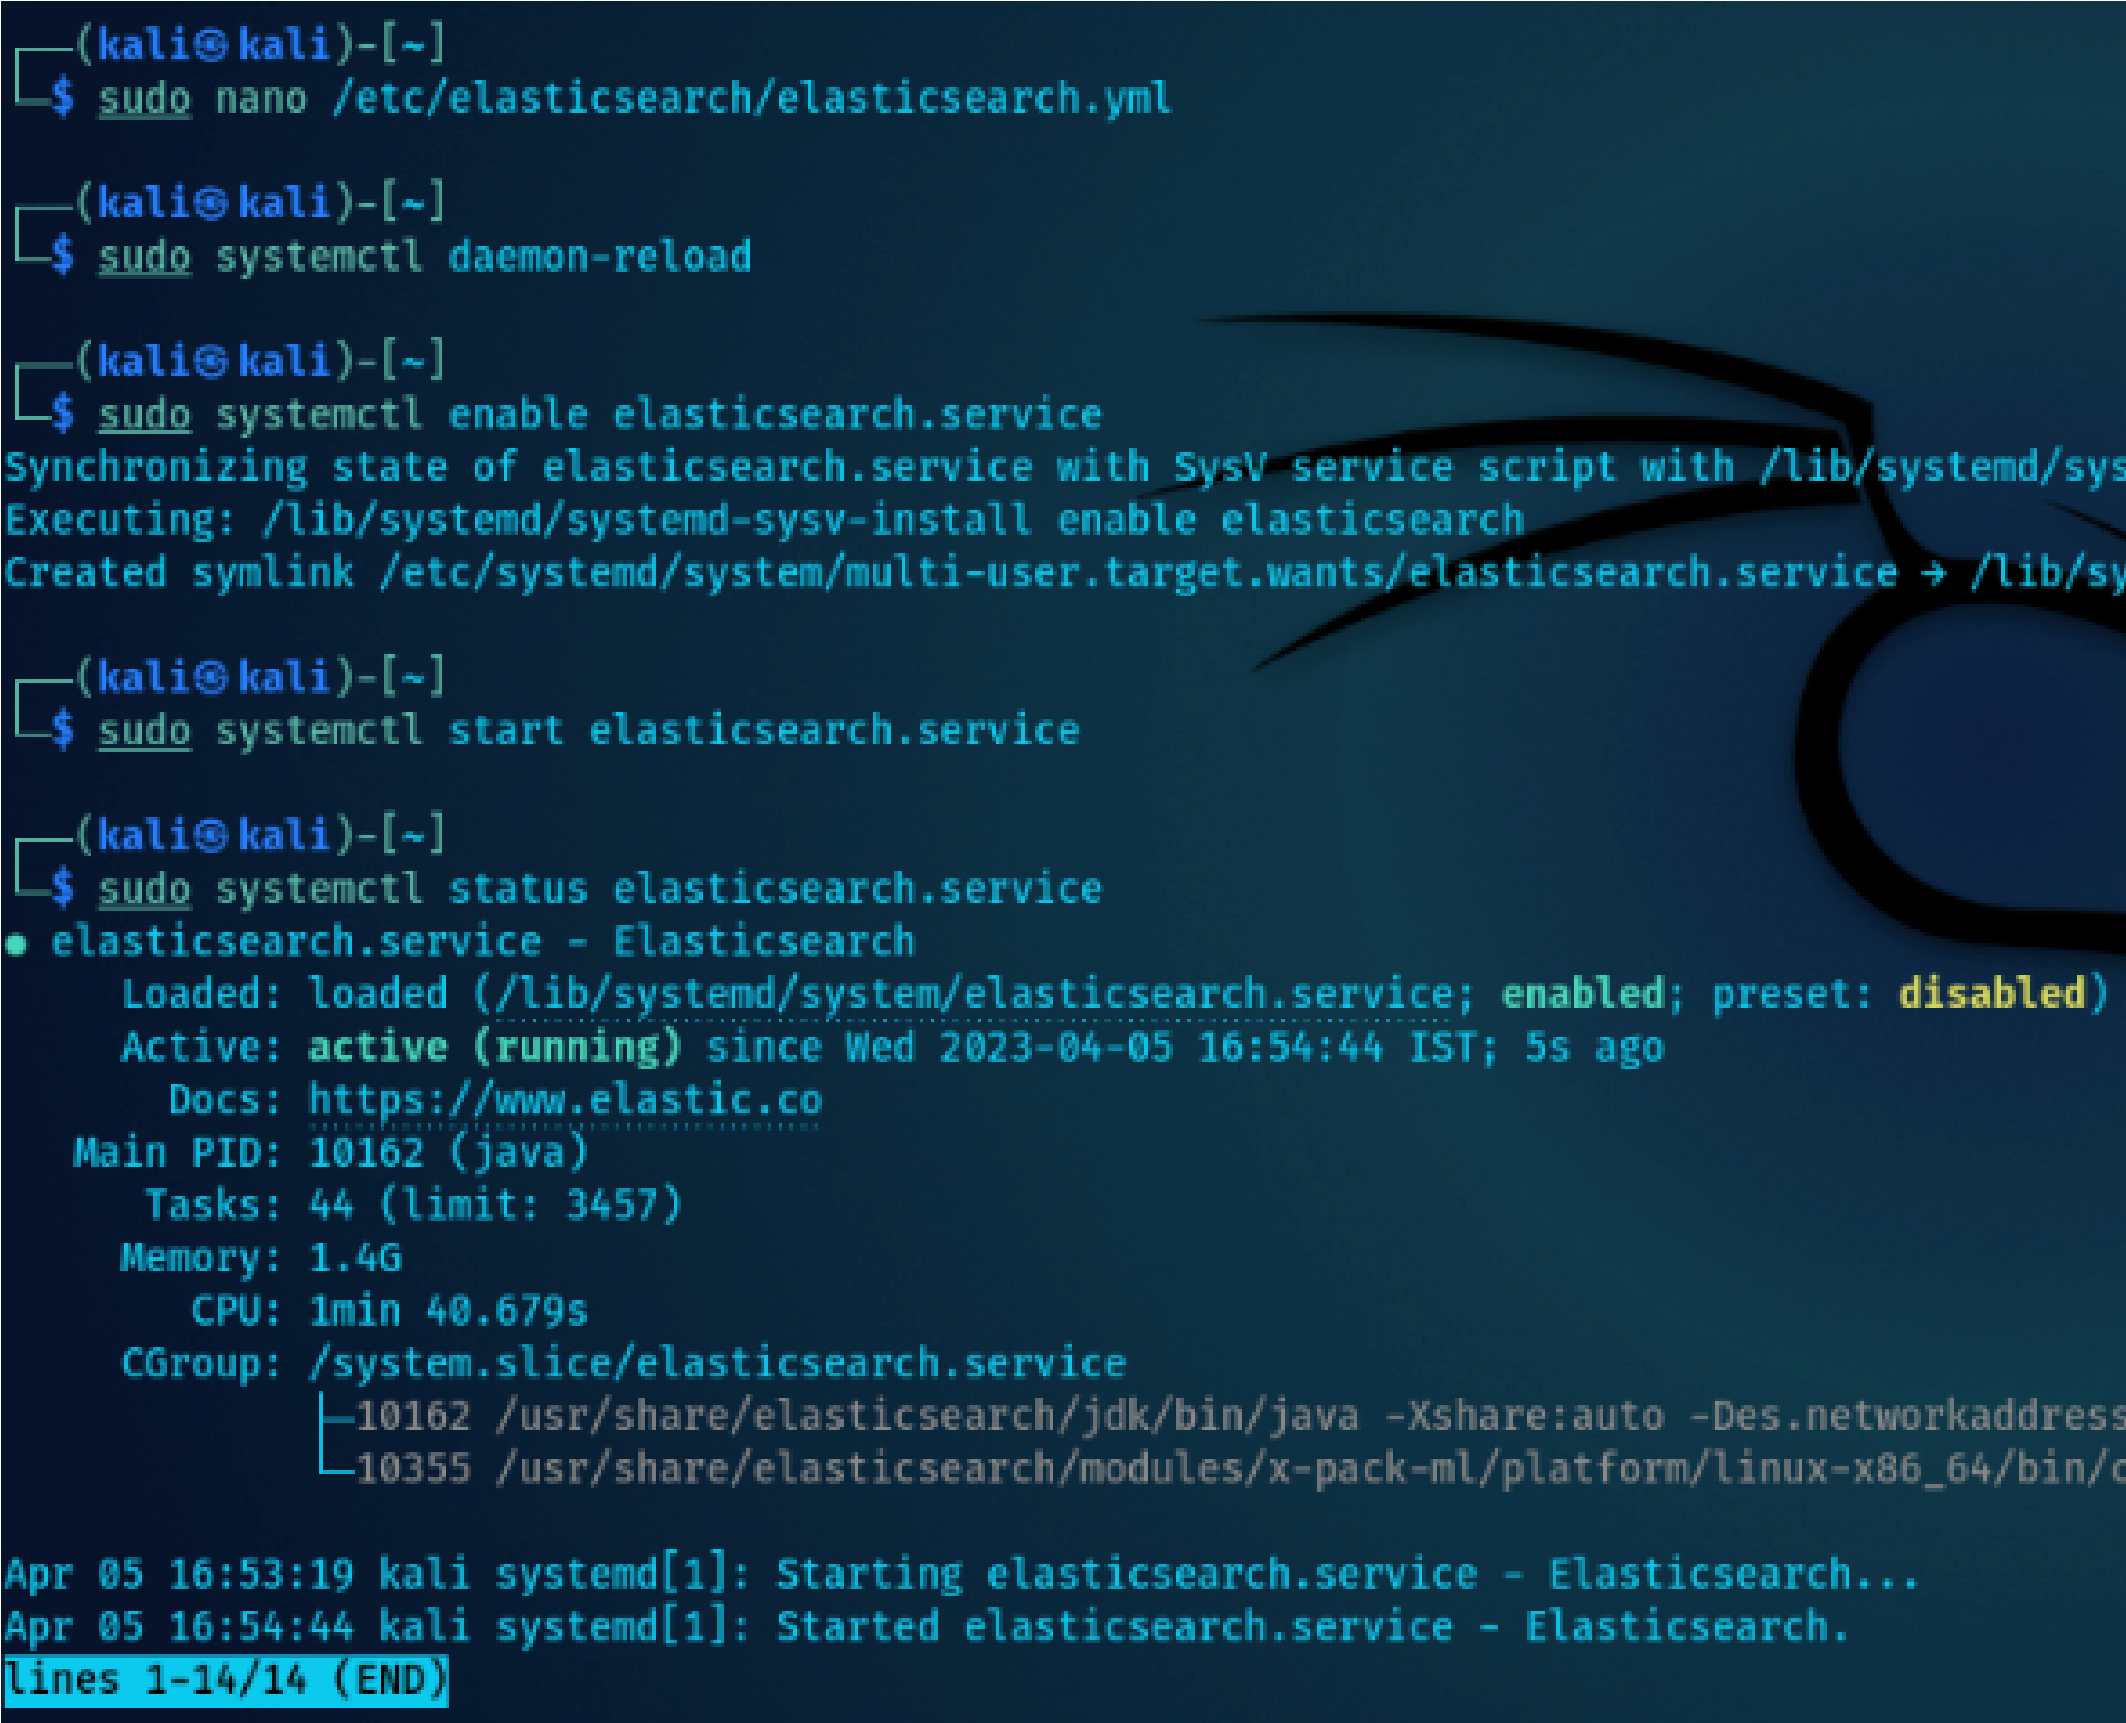 ┌──(kali㉿kali)-[~]
└─$ sudo nano /etc/elasticsearch/elasticsearch.yml
┌──(kali㉿kali)-[~]
└─$ sudo systemctl daemon-reload
┌──(kali㉿kali)-[~]
└─$ sudo systemctl enable elasticsearch.service
Synchronizing state of elasticsearch.service with SysV service script with /lib/systemd/sys
Executing: /lib/systemd/systemd-sysv-install enable elasticsearch
Created symlink /etc/systemd/system/multi-user.target.wants/elasticsearch.service → /lib/sy
┌──(kali㉿kali)-[~]
└─$ sudo systemctl start elasticsearch.service
┌──(kali㉿kali)-[~]
└─$ sudo systemctl status elasticsearch.service
● elasticsearch.service - Elasticsearch
Loaded: loaded (/lib/systemd/system/elasticsearch.service; enabled; preset: disabled)
Active: active (running) since Wed 2023-04-05 16:54:44 IST; 5s ago
Docs: https://www.elastic.co
Main PID: 10162 (java)
Tasks: 44 (limit: 3457)
Memory: 1.4G
CPU: 1min 40.679s
CGroup: /system.slice/elasticsearch.service
├─10162 /usr/share/elasticsearch/jdk/bin/java -Xshare:auto -Des.networkaddress
└─10355 /usr/share/elasticsearch/modules/x-pack-ml/platform/linux-x86_64/bin/c
Apr 05 16:53:19 kali systemd[1]: Starting elasticsearch.service - Elasticsearch...
Apr 05 16:54:44 kali systemd[1]: Started elasticsearch.service - Elasticsearch.
lines 1-14/14 (END)